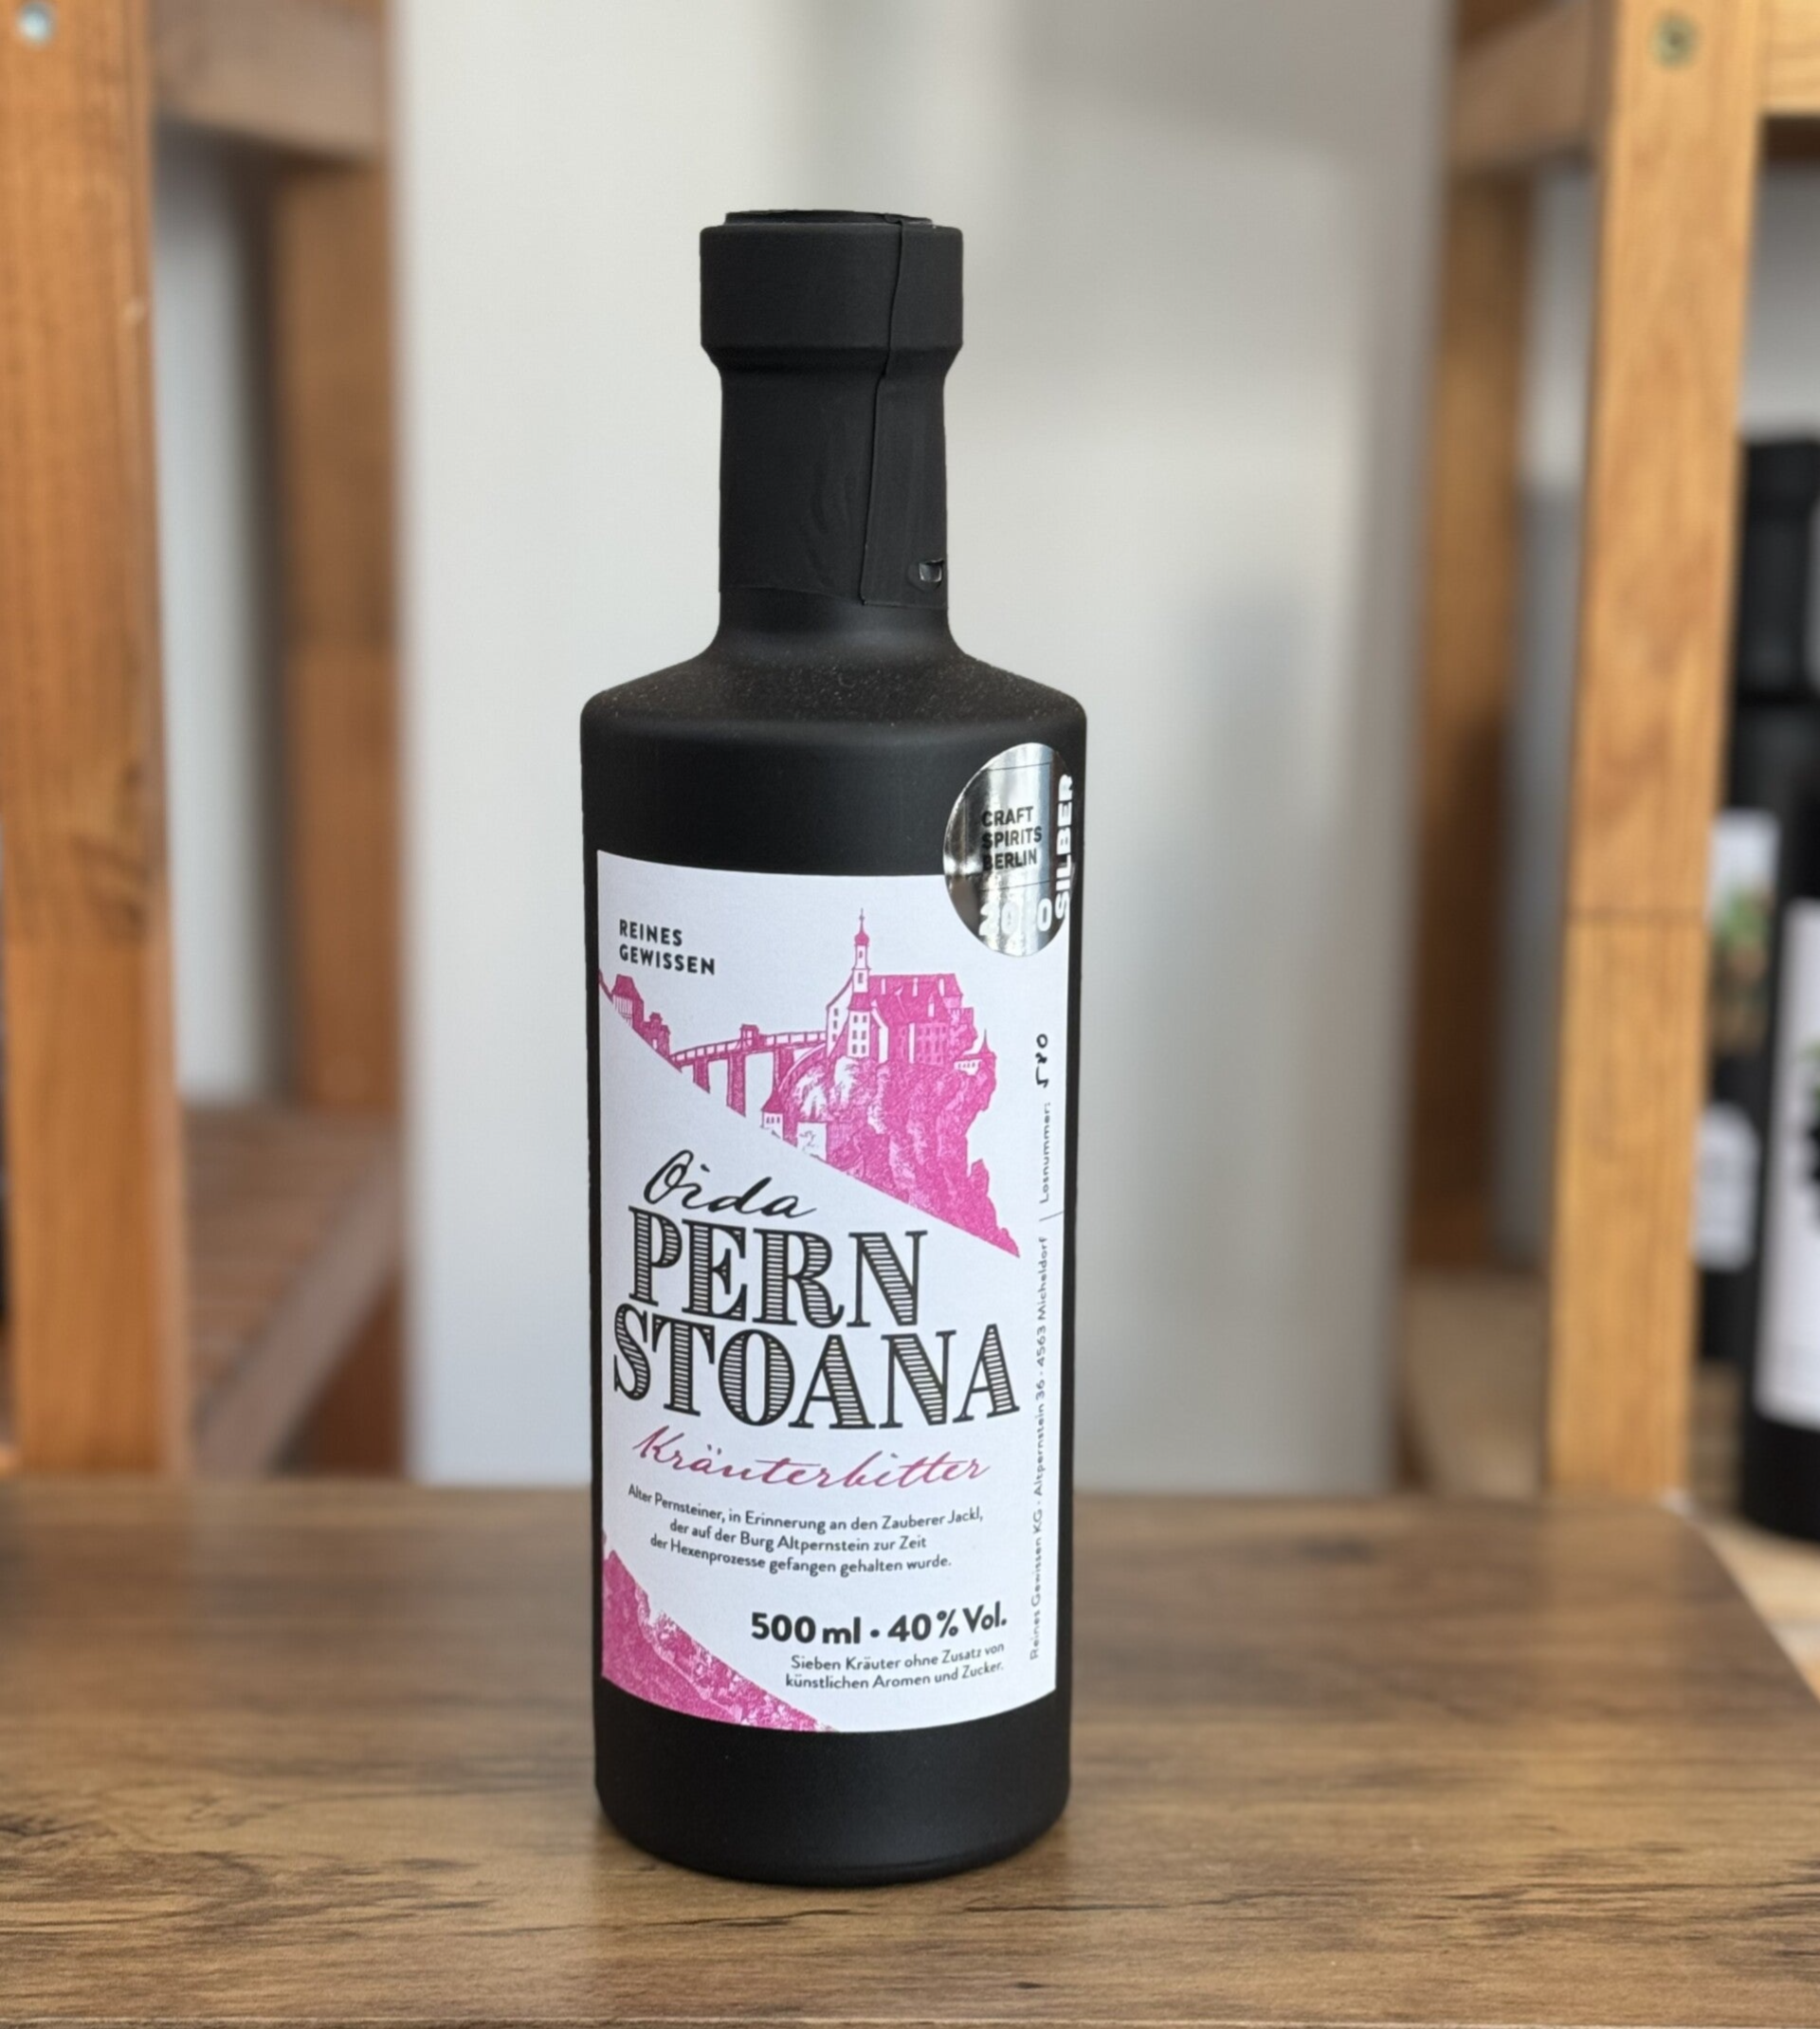 CRAFT
SPIRITS
BERLIN
2020
SILBER
REINES
GEWISSEN
Oida
PERN
STOANA
Kräuterbitter
Alter Pernsteiner, in Erinnerung an den Zauberer Jackl,
der auf der Burg Altpernstein zur Zeit
der Hexenprozesse gefangen gehalten wurde.
500 ml · 40 % Vol.
Sieben Kräuter ohne Zusatz von
künstlichen Aromen und Zucker.
Reines Gewissen KG · Altpernstein 36 · 4563 Micheldorf | Losnummer: